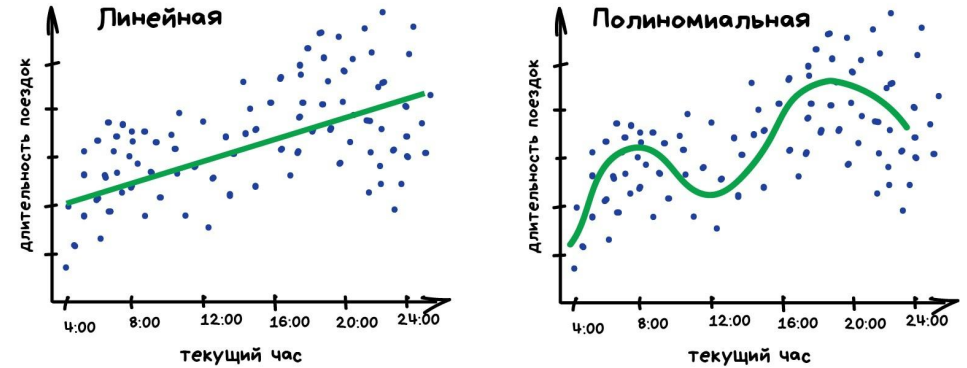 Линейная
длительность поездок
4:00 8:00 12:00 16:00 20:00 24:00
текущий час
Полиномиальная
длительность поездок
4:00 8:00 12:00 16:00 20:00 24:00
текущий час